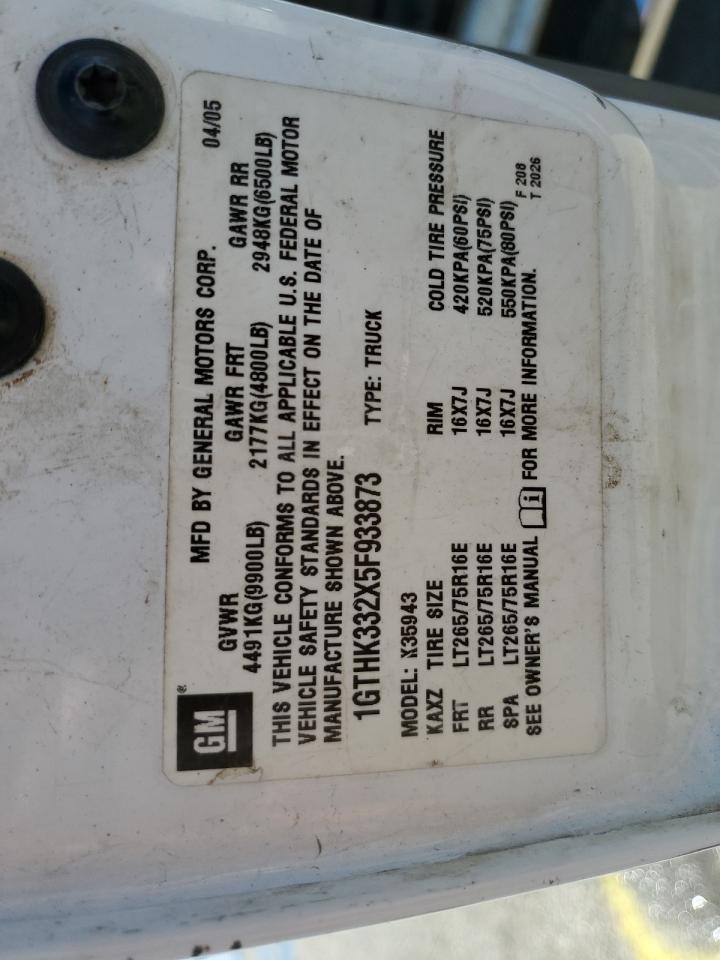 GM®
MFD BY GENERAL MOTORS CORP. 04/05
GVWR GAWR FRT GAWR RR
4491KG(9900LB) 2177KG(4800LB) 2948KG(6500LB)
THIS VEHICLE CONFORMS TO ALL APPLICABLE U.S. FEDERAL MOTOR
VEHICLE SAFETY STANDARDS IN EFFECT ON THE DATE OF
MANUFACTURE SHOWN ABOVE.
1GTHK332X5F933873 TYPE: TRUCK
MODEL: K35943
KAXZ TIRE SIZE RIM COLD TIRE PRESSURE
FRT LT265/75R16E 16X7J 420KPA(60PSI)
RR LT265/75R16E 16X7J 520KPA(75PSI)
SPA LT265/75R16E 16X7J 550KPA(80PSI)
SEE OWNER'S MANUAL FOR MORE INFORMATION.
F 208
T 2026